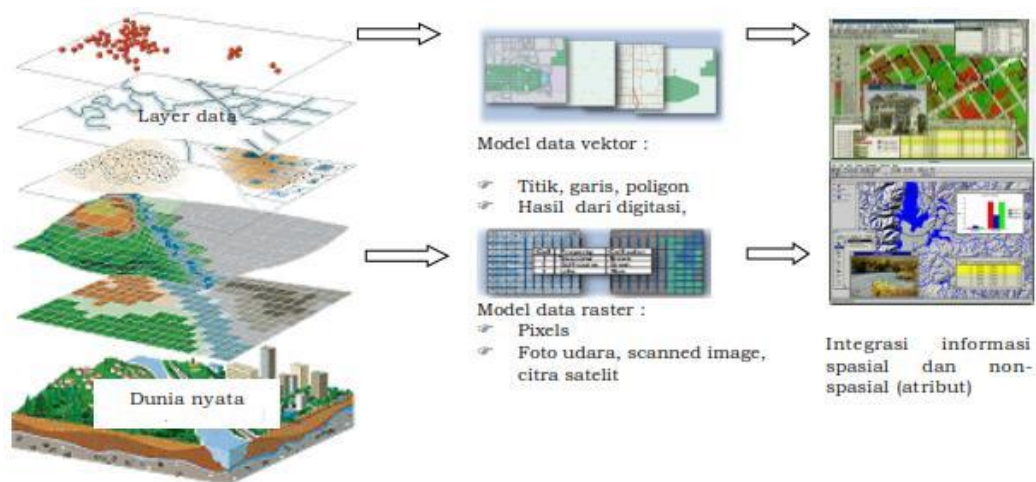 Layer data
Dunia nyata
Model data vektor :
☞ Titik, garis, poligon
☞ Hasil dari digitasi,
Model data raster :
☞ Pixels
☞ Foto udara, scanned image,
citra satelit
Integrasi informasi
spasial dan non-
spasial (atribut)